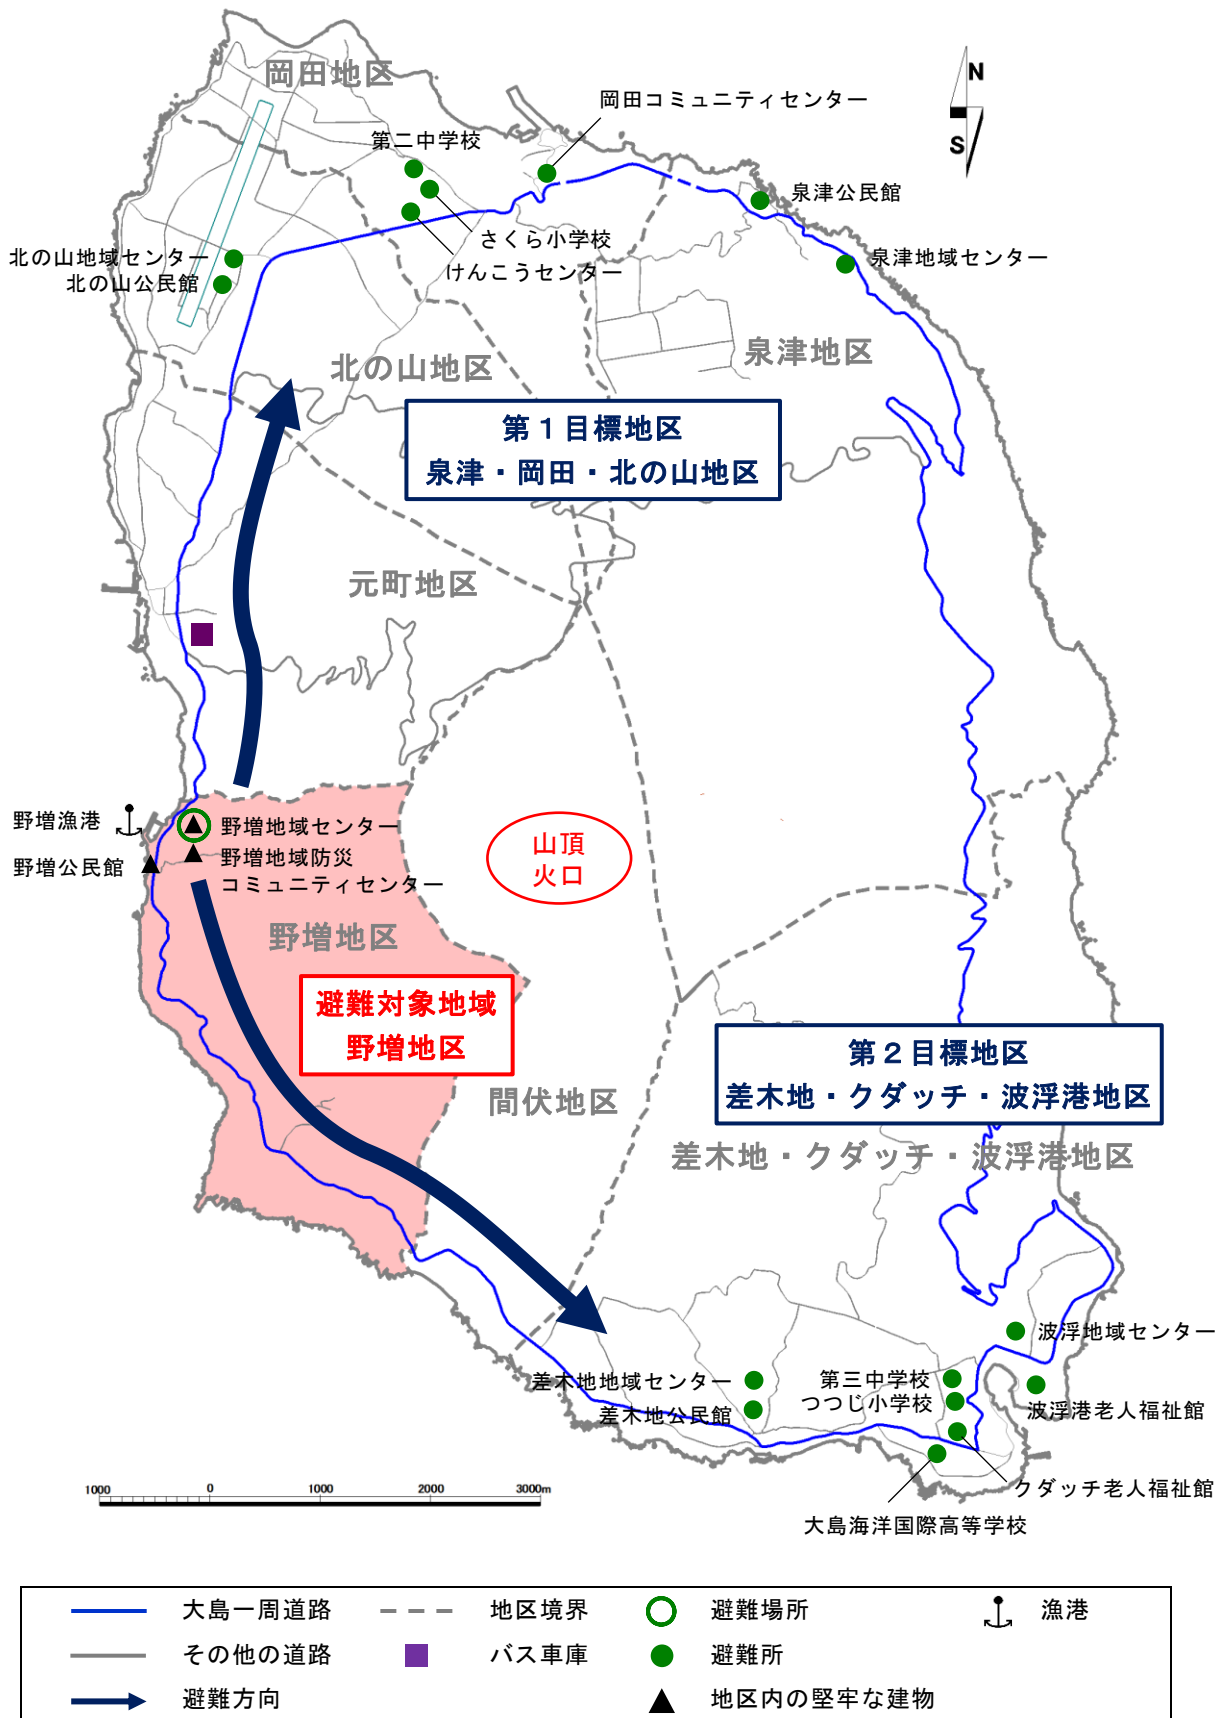 岡田地区
N
S
岡田コミュニティセンター
第二中学校
泉津公民館
さくら小学校
泉津地域センター
北の山地域センター
けんこうセンター
北の山公民館
泉津地区
北の山地区
第１目標地区
泉津・岡田・北の山地区
元町地区
野増漁港
野増地域センター
山頂
火口
野増公民館
野増地域防災
コミュニティセンター
野増地区
避難対象地域
野増地区
第２目標地区
差木地・クダッチ・波浮港地区
間伏地区
差木地・クダッチ・波浮港地区
波浮地域センター
差木地地域センター
第三中学校
つつじ小学校
差木地公民館
波浮港老人福祉館
クダッチ老人福祉館
大島海洋国際高等学校
1000 0 1000 2000 3000m
大島一周道路 地区境界 避難場所 漁港
その他の道路 バス車庫 避難所
避難方向 地区内の堅牢な建物